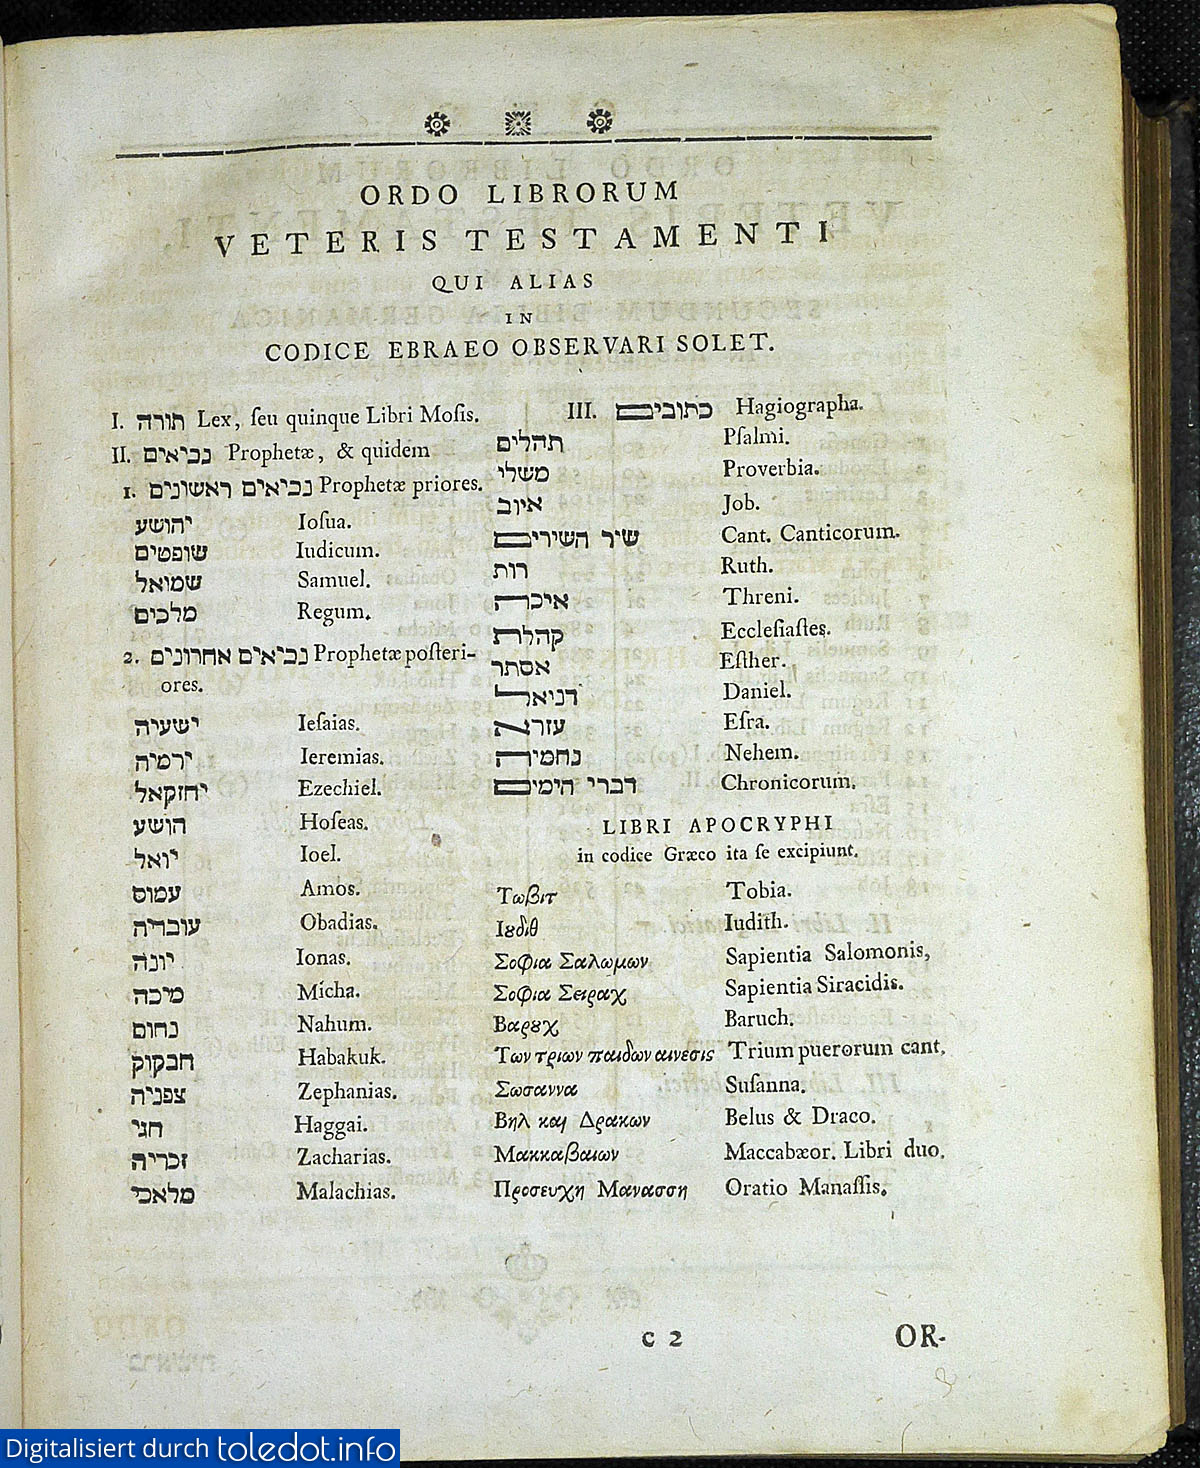 ORDO LIBRORUM
VETERIS TESTAMENTI
QUI ALIAS
IN
CODICE EBRAEO OBSERVARI SOLET.
I. תורה Lex, ſeu quinque Libri Moſis.
II. נביאים Prophetæ, & quidem
1. נביאים ראשונים Prophetæ priores.
יהושע Ioſua.
שופטים Iudicum.
שמואל Samuel.
מלכים Regum.
2. נביאים אחרונים Prophetæ poſteri-
ores.
ישעיה Ieſaias.
ירמיה Ieremias.
יחזקאל Ezechiel.
הושע Hoſeas.
יואל Ioel.
עמוס Amos.
עובריה Obadias.
יונה Ionas.
מיכה Micha.
נחום Nahum.
חבקוק Habakuk.
צפניה Zephanias.
חגי Haggai.
זכריה Zacharias.
מלאכי Malachias.
III. כתובים Hagiographa.
תהלים Pſalmi.
משלי Proverbia.
איוב Job.
שיר השירים Cant. Canticorum.
רות Ruth.
איכה Threni.
קהלת Eccleſiaſtes.
אסתר Eſther.
דניאל Daniel.
עזרא Eſra.
נחמיה Nehem.
דברי הימים Chronicorum.
LIBRI APOCRYPHI
in codice Græco ita ſe excipiunt.
Τωβιτ Tobia.
Ιȣδιθ Iudith.
Σοφια Σαλωμων Sapientia Salomonis,
Σοφια Σειραχ Sapientia Siracidis.
Βαρȣχ Baruch.
Των τριων παιδων αινεσις Trium puerorum cant.
Σωσαννα Suſanna.
Βηλ και Δρακων Belus & Draco.
Μακκαβαιων Maccabæor. Libri duo.
Προσευχη Μανασση Oratio Manaſſis.
c 2
OR-
Digitalisiert durch toledot.info